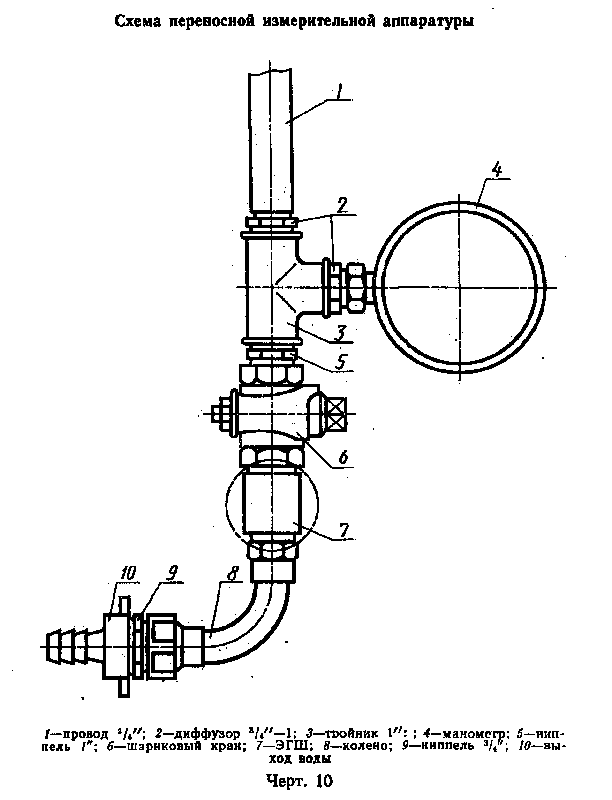 Схема переносной измерительной аппаратуры
1
2
4
3
5
6
7
10 9 8
1—провод ³/₄″; 2—диффузор ³/₄″—1; 3—тройник 1″: ; 4—манометр; 5—нип-
пель 1″; 6—шариковый кран; 7—ЭГШ; 8—колено; 9—ниппель ³/₄″; 10—вы-
ход воды
Черт. 10